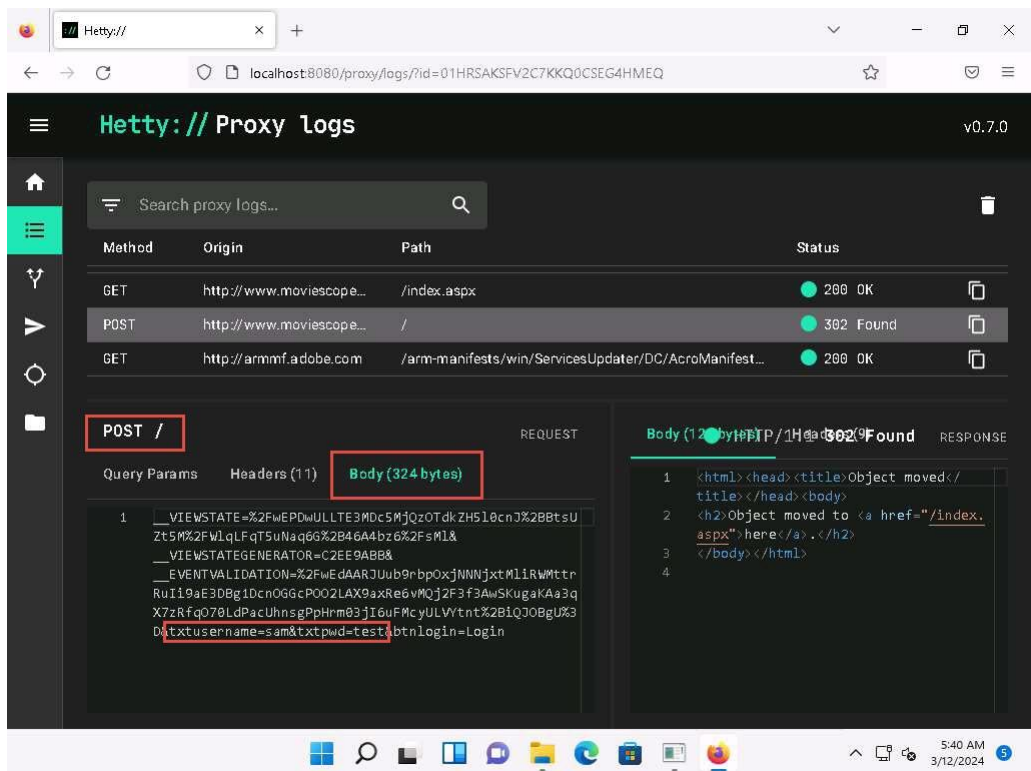 Hetty://
localhost:8080/proxy/logs/?id=01HRSAKSFV2C7KKQ0CSEG4HMEQ
Hetty:// Proxy logs
v0.7.0
Search proxy logs...
Method Origin Path Status
GET http://www.moviescope... /index.aspx 200 OK
POST http://www.moviescope... / 302 Found
GET http://armmf.adobe.com /arm-manifests/win/ServicesUpdater/DC/AcroManifest... 200 OK
POST /
REQUEST
Query Params Headers (11) Body (324 bytes)
1 __VIEWSTATE=%2FwEPDwULLTE3MDc5MjQzOTdkZH5l0cnJ%2BBtsU
Zt5M%2FWlqLFqT5uNaq6G%2B46A4bz6%2FsMl&
__VIEWSTATEGENERATOR=C2EE9ABB&
__EVENTVALIDATION=%2FwEdAARJUub9rbpOxjNNNjxtMliRWMttr
RuIi9aE3DBg1DcnOGGcPOO2LAX9axRe6vMQj2F3f3AwSKugaKAa3q
X7zRfqO70LdPacUhnsgPpHrm03jI6uFMcyULVYtnt%2BiQJOBgU%3
D&txtusername=sam&txtpwd=test&btnlogin=Login
302 Found
RESPONSE
1 <html><head><title>Object moved</
title></head><body>
2 <h2>Object moved to <a href="/index.
aspx">here</a>.</h2>
3 </body></html>
4
5:40 AM
3/12/2024
5